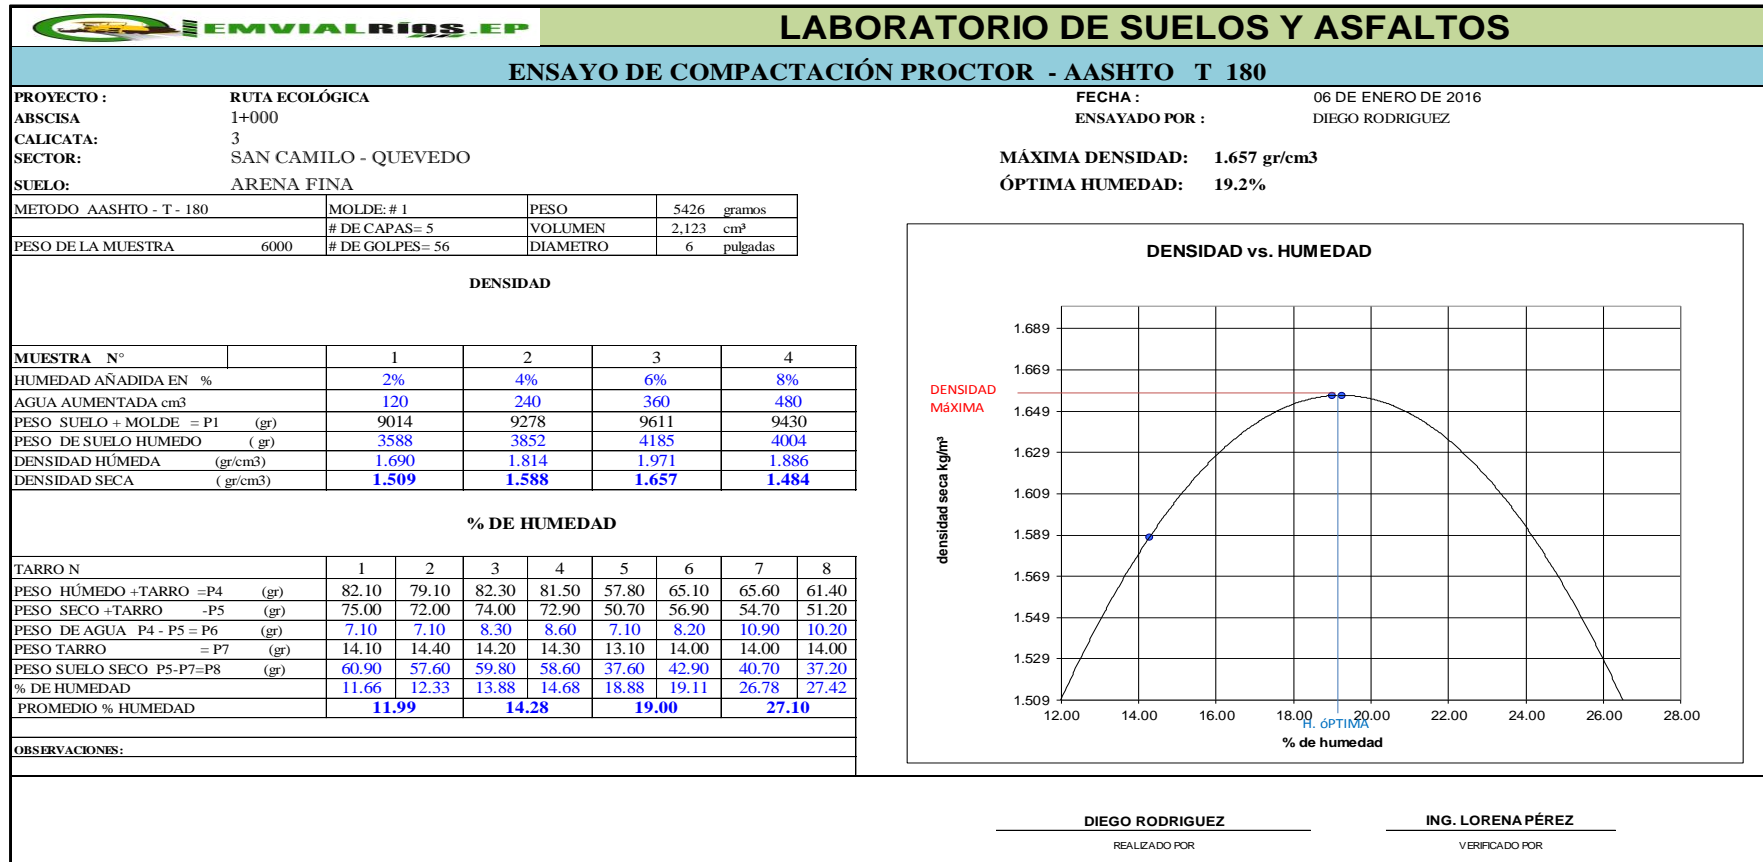 EMVIALRÍOS.EP
LABORATORIO DE SUELOS Y ASFALTOS
ENSAYO DE COMPACTACIÓN PROCTOR - AASHTO T 180
PROYECTO : RUTA ECOLÓGICA FECHA : 06 DE ENERO DE 2016
ABSCISA 1+000 ENSAYADO POR : DIEGO RODRIGUEZ
CALICATA: 3
SECTOR: SAN CAMILO - QUEVEDO MÁXIMA DENSIDAD: 1.657 gr/cm3
SUELO: ARENA FINA ÓPTIMA HUMEDAD: 19.2%
METODO AASHTO - T - 180 MOLDE: # 1 PESO 5426 gramos
# DE CAPAS= 5 VOLUMEN 2,123 cm³
PESO DE LA MUESTRA 6000 # DE GOLPES= 56 DIAMETRO 6 pulgadas
DENSIDAD
MUESTRA N° 1 2 3 4
HUMEDAD AÑADIDA EN % 2% 4% 6% 8%
AGUA AUMENTADA cm3 120 240 360 480
PESO SUELO + MOLDE = P1 (gr) 9014 9278 9611 9430
PESO DE SUELO HUMEDO ( gr) 3588 3852 4185 4004
DENSIDAD HÚMEDA (gr/cm3) 1.690 1.814 1.971 1.886
DENSIDAD SECA ( gr/cm3) 1.509 1.588 1.657 1.484
% DE HUMEDAD
TARRO N 1 2 3 4 5 6 7 8
PESO HÚMEDO +TARRO =P4 (gr) 82.10 79.10 82.30 81.50 57.80 65.10 65.60 61.40
PESO SECO +TARRO -P5 (gr) 75.00 72.00 74.00 72.90 50.70 56.90 54.70 51.20
PESO DE AGUA P4 - P5 = P6 (gr) 7.10 7.10 8.30 8.60 7.10 8.20 10.90 10.20
PESO TARRO = P7 (gr) 14.10 14.40 14.20 14.30 13.10 14.00 14.00 14.00
PESO SUELO SECO P5-P7=P8 (gr) 60.90 57.60 59.80 58.60 37.60 42.90 40.70 37.20
% DE HUMEDAD 11.66 12.33 13.88 14.68 18.88 19.11 26.78 27.42
PROMEDIO % HUMEDAD 11.99 14.28 19.00 27.10
OBSERVACIONES:
DENSIDAD vs. HUMEDAD
densidad seca kg/m³
1.689
1.669
DENSIDAD
MáXIMA
1.649
1.629
1.609
1.589
1.569
1.549
1.529
1.509
12.00 14.00 16.00 18.00 20.00 22.00 24.00 26.00 28.00
H. óPTIMA
% de humedad
DIEGO RODRIGUEZ ING. LORENA PÉREZ
REALIZADO POR VERIFICADO POR